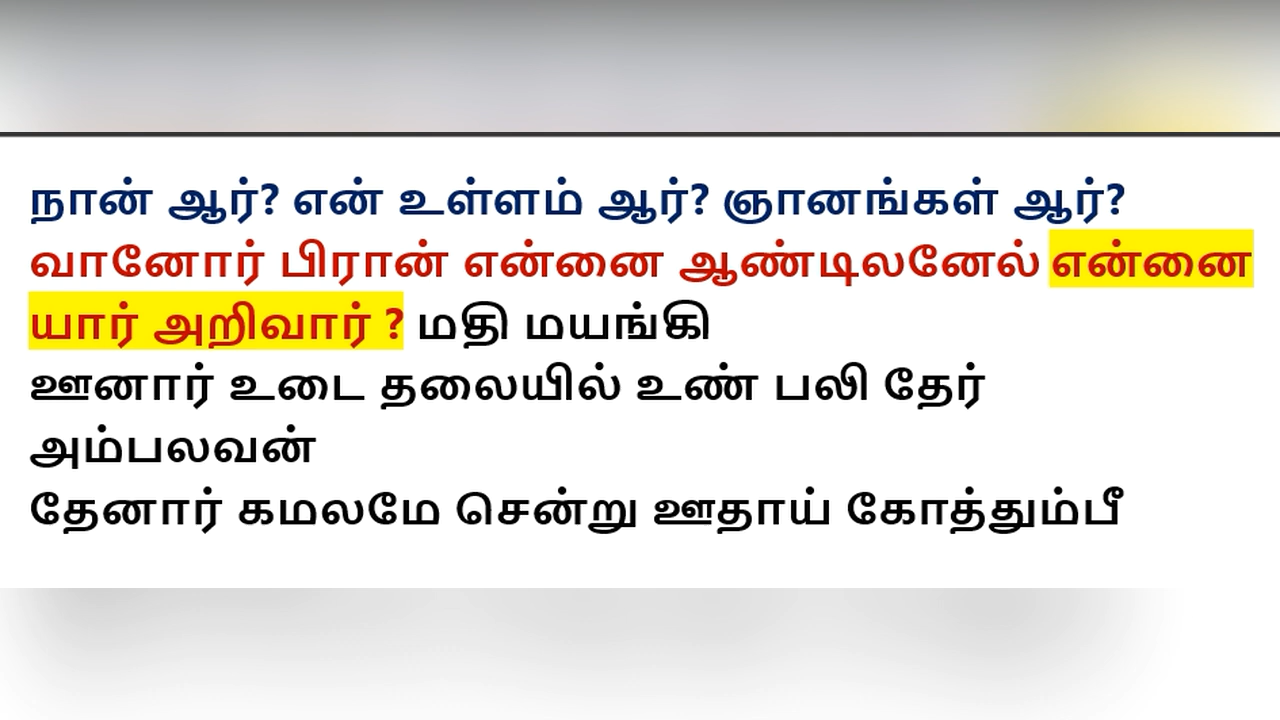 நான் ஆர்? என் உள்ளம் ஆர்? ஞானங்கள் ஆர்?
வானோர் பிரான் என்னை ஆண்டிலனேல் என்னை
யார் அறிவார் ? மதி மயங்கி
ஊனார் உடை தலையில் உண் பலி தேர்
அம்பலவன்
தேனார் கமலமே சென்று ஊதாய் கோத்தும்பீ